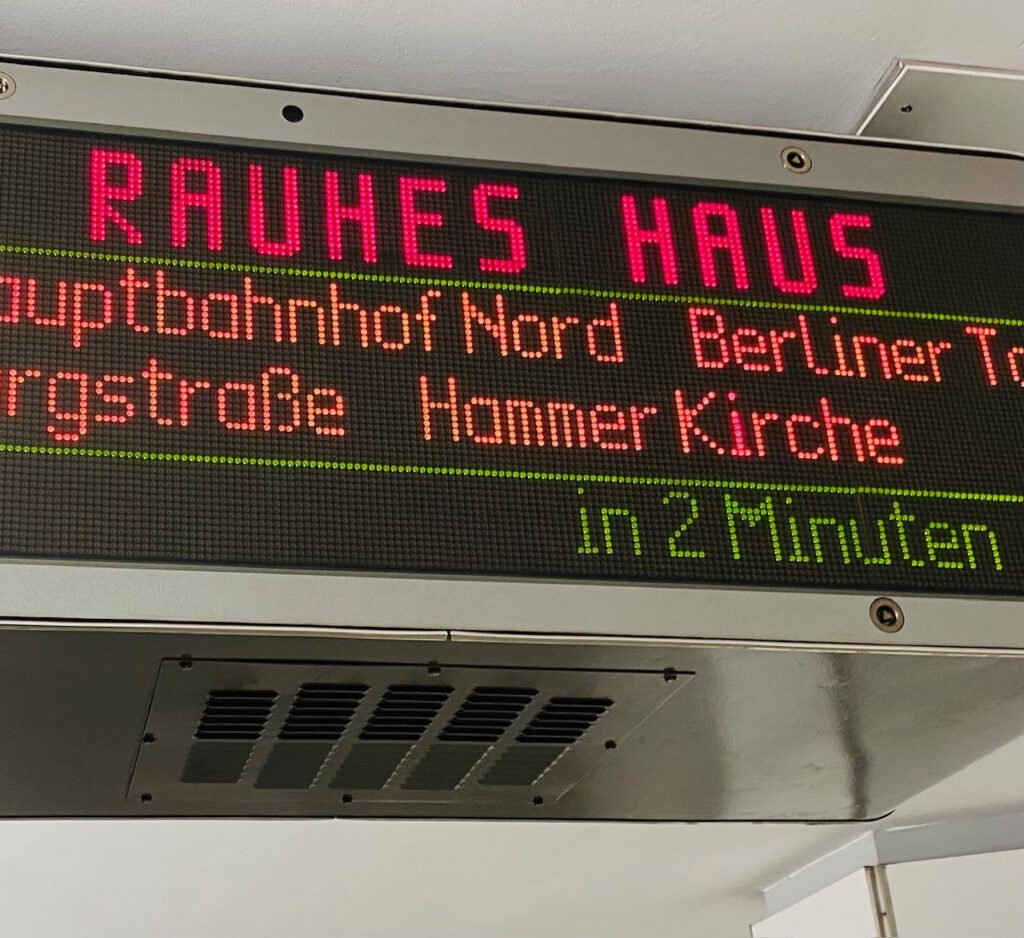 RAUHES HAUS
auptbahnhof Nord Berliner To
rgstraße Hammer Kirche
in 2 Minuten